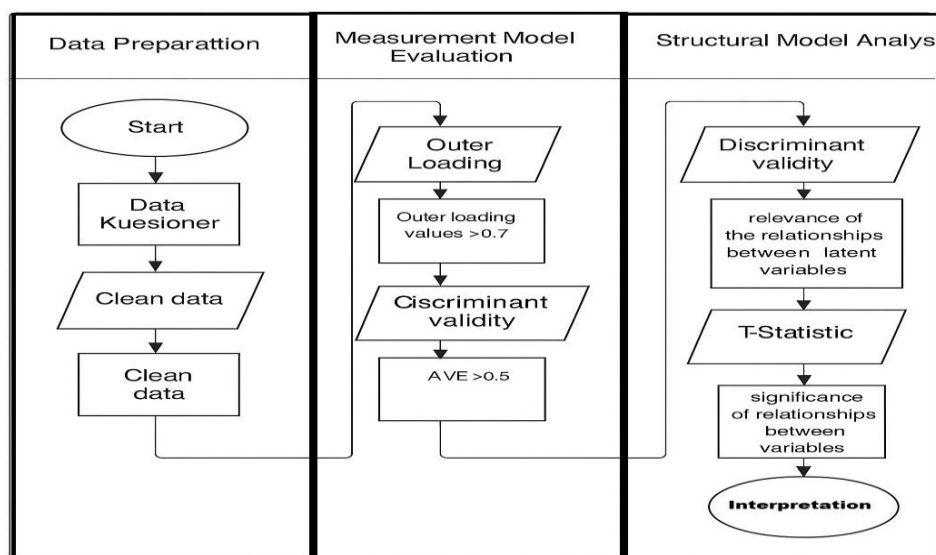 Data Preparattion
Start
Data
Kuesioner
Clean data
Clean
data
Measurement Model
Evaluation
Outer
Loading
Outer loading
values >0.7
Ciscriminant
validity
AVE >0.5
Structural Model Analys
Discriminant
validity
relevance of
the relationships
between latent
variables
T-Statistic
significance
of relationships
between
variables
Interpretation